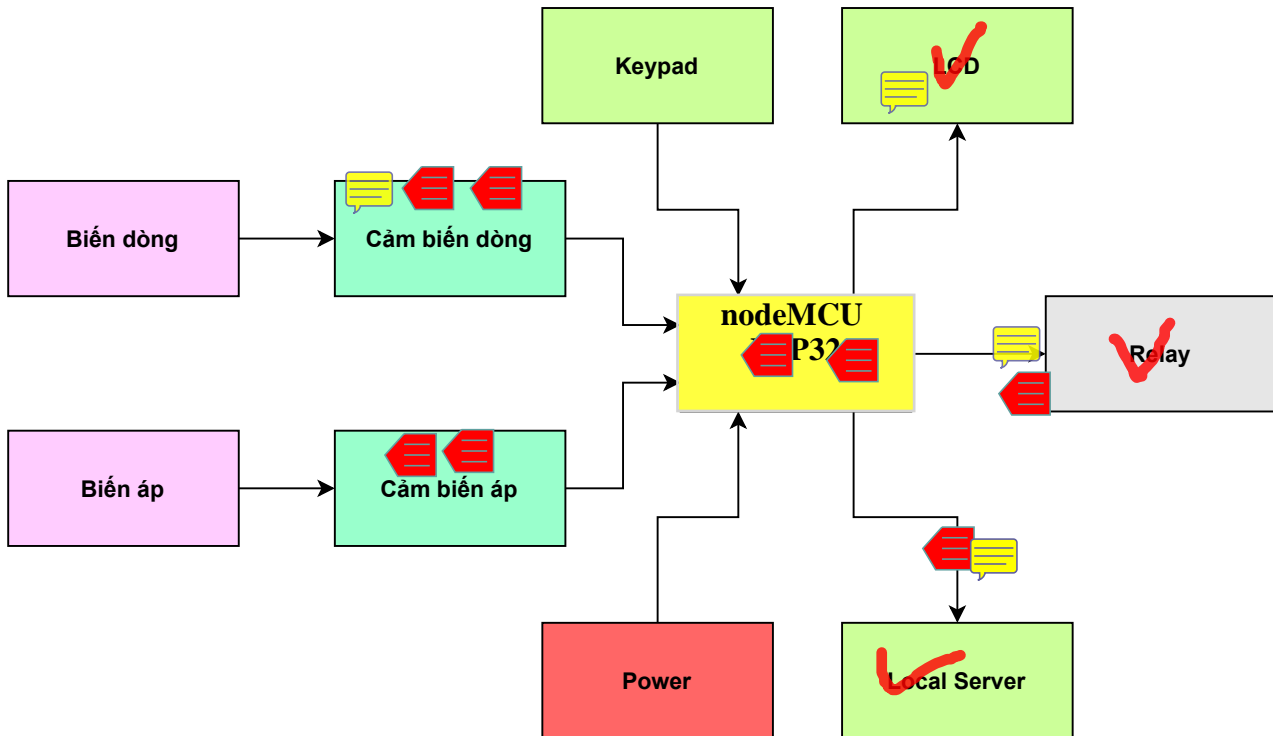 Keypad
LCD
Biến dòng
Cảm biến dòng
nodeMCU
Relay
Biến áp
Cảm biến áp
Power
Local Server